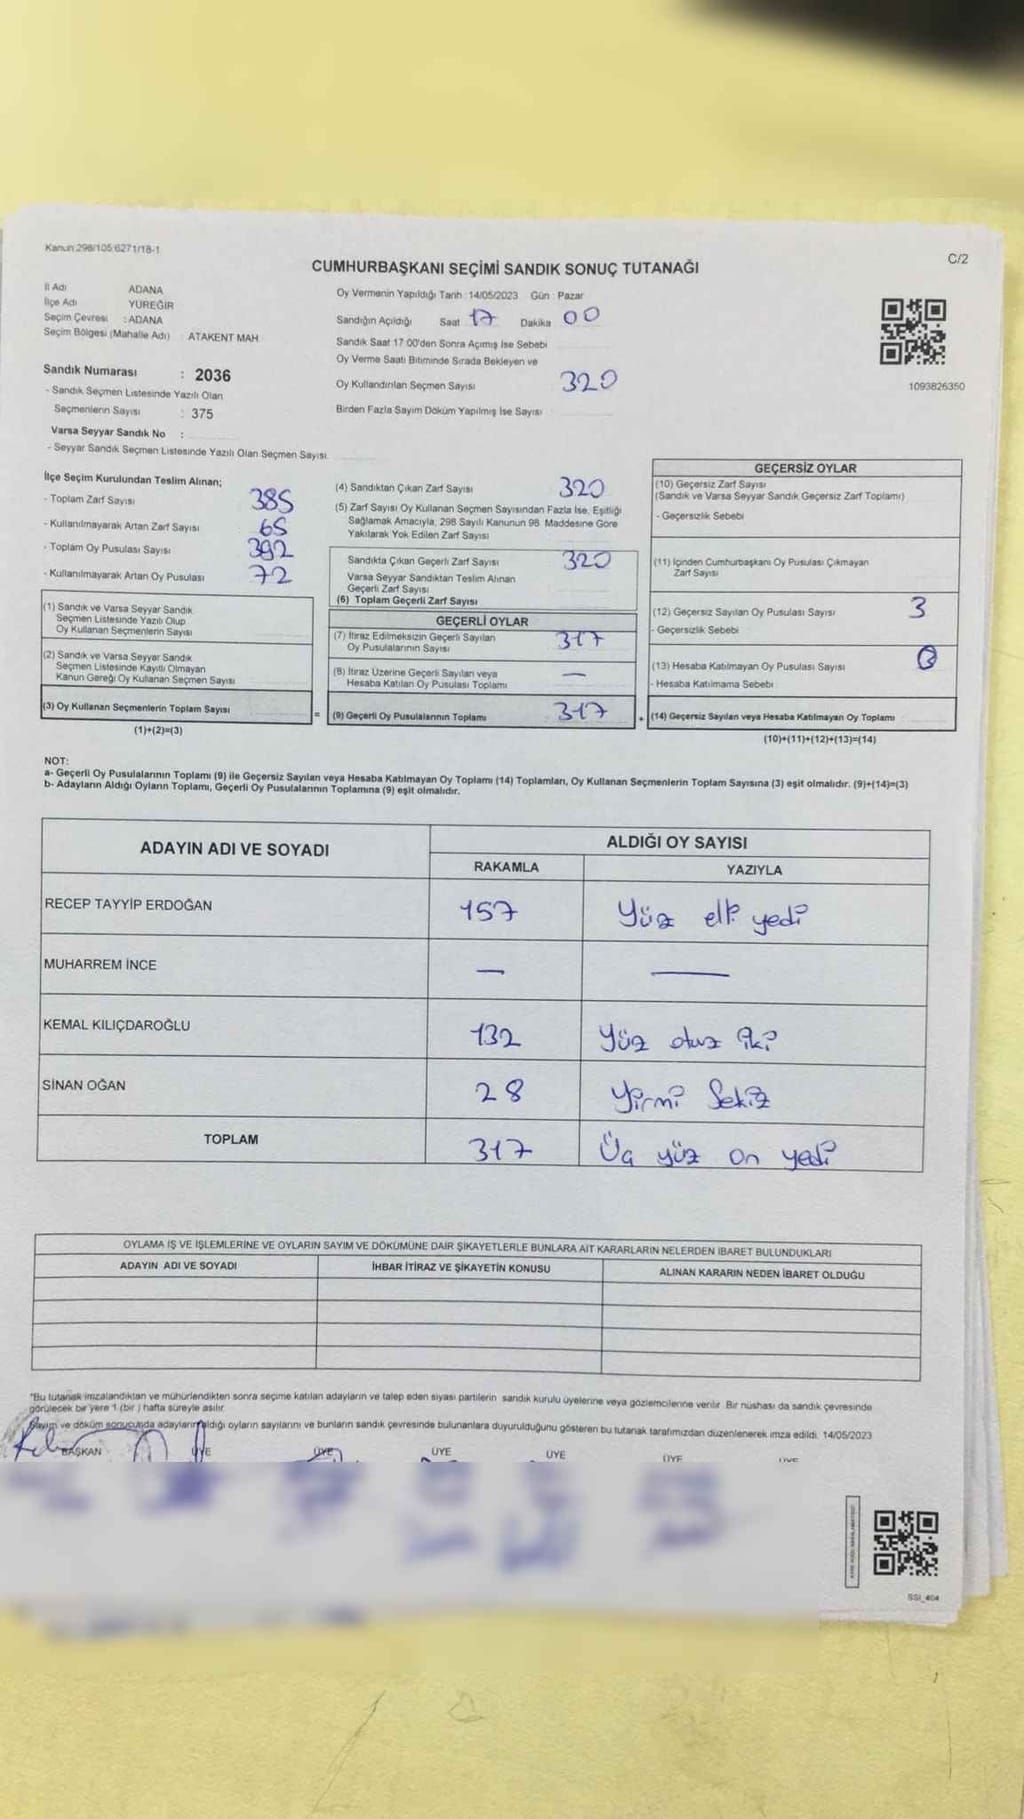 Kanun:298/105;6271/18-1
C/2
CUMHURBAŞKANI SEÇİMİ SANDIK SONUÇ TUTANAĞI
İl Adı : ADANA
İlçe Adı : YÜREĞİR
Seçim Çevresi : ADANA
Seçim Bölgesi (Mahalle Adı) : ATAKENT MAH.
Sandık Numarası : 2036
- Sandık Seçmen Listesinde Yazılı Olan
Seçmenlerin Sayısı : 375
Varsa Seyyar Sandık No :
- Seyyar Sandık Seçmen Listesinde Yazılı Olan Seçmen Sayısı
Oy Vermenin Yapıldığı Tarih :14/05/2023 Gün : Pazar
Sandığın Açıldığı Saat 17 Dakika 00
Sandık Saat 17:00'den Sonra Açımış İse Sebebi
Oy Verme Saati Bitiminde Sırada Bekleyen ve
Oy Kullandırılan Seçmen Sayısı 320
Birden Fazla Sayım Döküm Yapılmış İse Sayısı
1093826350
İlçe Seçim Kurulundan Teslim Alınan;
- Toplam Zarf Sayısı 385
- Kullanılmayarak Artan Zarf Sayısı 65
- Toplam Oy Pusulası Sayısı 392
- Kullanılmayarak Artan Oy Pusulası 72
(1) Sandık ve Varsa Seyyar Sandık
Seçmen Listesinde Yazılı Olup
Oy Kullanan Seçmenlerin Sayısı
(2) Sandık ve Varsa Seyyar Sandık
Seçmen Listesinde Kayıtlı Olmayan
Kanun Gereği Oy Kullanan Seçmen Sayısı
(3) Oy Kullanan Seçmenlerin Toplam Sayısı
(1)+(2)=(3)
(4) Sandıktan Çıkan Zarf Sayısı 320
(5) Zarf Sayısı Oy Kullanan Seçmen Sayısından Fazla İse, Eşitliği
Sağlamak Amacıyla, 298 Sayılı Kanunun 98. Maddesine Göre
Yakılarak Yok Edilen Zarf Sayısı
Sandıkta Çıkan Geçerli Zarf Sayısı 320
Varsa Seyyar Sandıktan Teslim Alınan
Geçerli Zarf Sayısı
(6) Toplam Geçerli Zarf Sayısı
GEÇERLİ OYLAR
(7) İtiraz Edilmeksizin Geçerli Sayılan
Oy Pusulalarının Sayısı 317
(8) İtiraz Üzerine Geçerli Sayılan veya
Hesaba Katılan Oy Pusulası Toplamı —
= (9) Geçerli Oy Pusulalarının Toplamı 317
GEÇERSİZ OYLAR
(10) Geçersiz Zarf Sayısı
(Sandık ve Varsa Seyyar Sandık Geçersiz Zarf Toplamı)
- Geçersizlik Sebebi
(11) İçinden Cumhurbaşkanı Oy Pusulası Çıkmayan
Zarf Sayısı
(12) Geçersiz Sayılan Oy Pusulası Sayısı 3
- Geçersizlik Sebebi
(13) Hesaba Katılmayan Oy Pusulası Sayısı
- Hesaba Katılmama Sebebi
+ (14) Geçersiz Sayılan veya Hesaba Katılmayan Oy Toplamı
(10)+(11)+(12)+(13)=(14)
NOT:
a- Geçerli Oy Pusulalarının Toplamı (9) ile Geçersiz Sayılan veya Hesaba Katılmayan Oy Toplamı (14) Toplamları, Oy Kullanan Seçmenlerin Toplam Sayısına (3) eşit olmalıdır. (9)+(14)=(3)
b- Adayların Aldığı Oyların Toplamı, Geçerli Oy Pusulalarının Toplamına (9) eşit olmalıdır.
ADAYIN ADI VE SOYADI ALDIĞI OY SAYISI
RAKAMLA YAZIYLA
RECEP TAYYİP ERDOĞAN 157 Yüz elli yedi
MUHARREM İNCE — —
KEMAL KILIÇDAROĞLU 132 Yüz otuz iki
SİNAN OĞAN 28 Yirmi Sekiz
TOPLAM 317 Üç yüz on yedi
OYLAMA İŞ VE İŞLEMLERİNE VE OYLARIN SAYIM VE DÖKÜMÜNE DAİR ŞİKAYETLERLE BUNLARA AİT KARARLARIN NELERDEN İBARET BULUNDUKLARI
ADAYIN ADI VE SOYADI İHBAR İTİRAZ VE ŞİKAYETİN KONUSU ALINAN KARARIN NEDEN İBARET OLDUĞU
*Bu tutanak imzalandıktan ve mühürlendikten sonra seçime katılan adayların ve talep eden siyasi partilerin sandık kurulu üyelerine veya gözlemcilerine verilir. Bir nüshası da sandık çevresinde
görülecek bir yere 1 (bir ) hafta süreyle asılır.
Sayım ve döküm sonucunda adayların aldığı oyların sayılarını ve bunların sandık çevresinde bulunanlara duyurulduğunu gösteren bu tutanak tarafımızdan düzenlenerek imza edildi. 14/05/2023
BAŞKAN ÜYE ÜYE ÜYE ÜYE ÜYE ÜYE
SSI_404